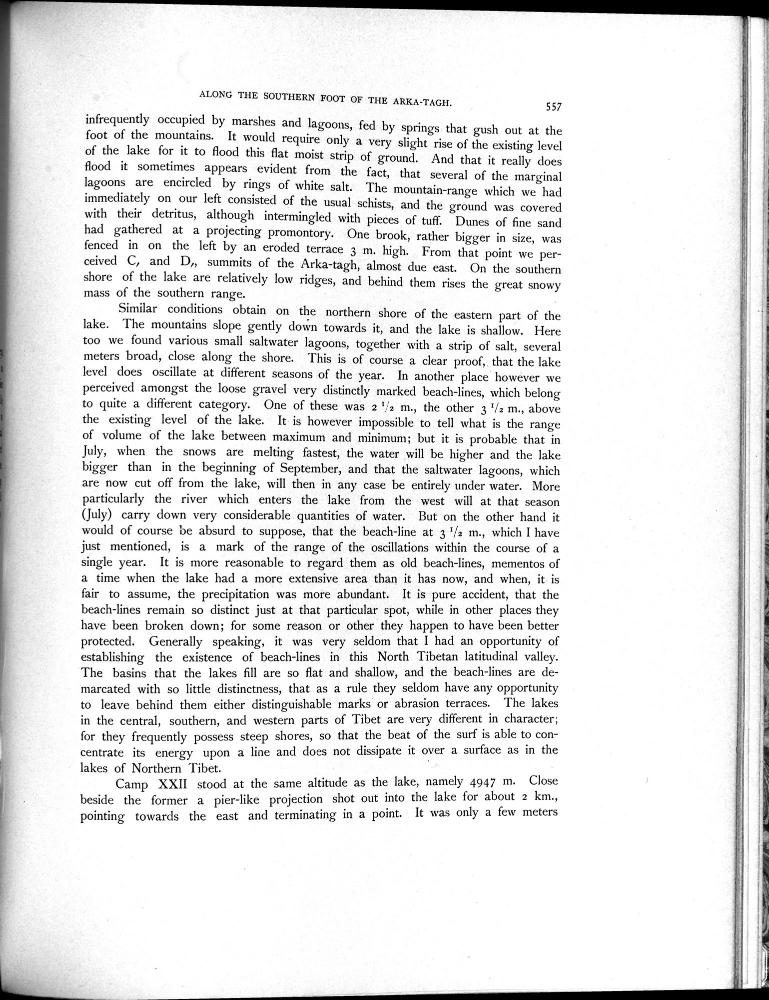 ALONG THE SOUTHERN FOOT OF THE ARKA-TAGH.
557
infrequently occupied by marshes and lagoons, fed by springs that gush out at the
foot of the mountains. It would require only a very slight rise of the existing level
of the lake for it to flood this flat moist strip of ground. And that it really does
flood it sometimes appears evident from the fact, that several of the marginal
lagoons are encircled by rings of white salt. The mountain-range which we had
immediately on our left consisted of the usual schists, and the ground was covered
with their detritus, although intermingled with pieces of tuff. Dunes of fine sand
had gathered at a projecting promontory. One brook, rather bigger in size, was
fenced in on the left by an eroded terrace 3 m. high. From that point we per-
ceived C, and D,, summits of the Arka-tagh, almost due east. On the southern
shore of the lake are relatively low ridges, and behind them rises the great snowy
mass of the southern range.
Similar conditions obtain on the northern shore of the eastern part of the
lake. The mountains slope gently down towards it, and the lake is shallow. Here
too we found various small saltwater lagoons, together with a strip of salt, several
meters broad, close along the shore. This is of course a clear proof, that the lake
level does oscillate at different seasons of the year. In another place however we
perceived amongst the loose gravel very distinctly marked beach-lines, which belong
to quite a different category. One of these was 2 1/2 m., the other 3 1/2 m., above
the existing level of the lake. It is however impossible to tell what is the range
of volume of the lake between maximum and minimum; but it is probable that in
July, when the snows are melting fastest, the water will be higher and the lake
bigger than in the beginning of September, and that the saltwater lagoons, which
are now cut off from the lake, will then in any case be entirely under water. More
particularly the river which enters the lake from the west will at that season
(July) carry down very considerable quantities of water. But on the other hand it
would of course be absurd to suppose, that the beach-line at 3 1/2 m., which I have
just mentioned, is a mark of the range of the oscillations within the course of a
single year. It is more reasonable to regard them as old beach-lines, mementos of
a time when the lake had a more extensive area than it has now, and when, it is
fair to assume, the precipitation was more abundant. It is pure accident, that the
beach-lines remain so distinct just at that particular spot, while in other places they
have been broken down; for some reason or other they happen to have been better
protected. Generally speaking, it was very seldom that I had an opportunity of
establishing the existence of beach-lines in this North Tibetan latitudinal valley.
The basins that the lakes fill are so flat and shallow, and the beach-lines are de-
marcated with so little distinctness, that as a rule they seldom have any opportunity
to leave behind them either distinguishable marks or abrasion terraces. The lakes
in the central, southern, and western parts of Tibet are very different in character;
for they frequently possess steep shores, so that the beat of the surf is able to con-
centrate its energy upon a line and does not dissipate it over a surface as in the
lakes of Northern Tibet.
Camp XXII stood at the same altitude as the lake, namely 4947 m. Close
beside the former a pier-like projection shot out into the lake for about 2 km.,
pointing towards the east and terminating in a point. It was only a few meters